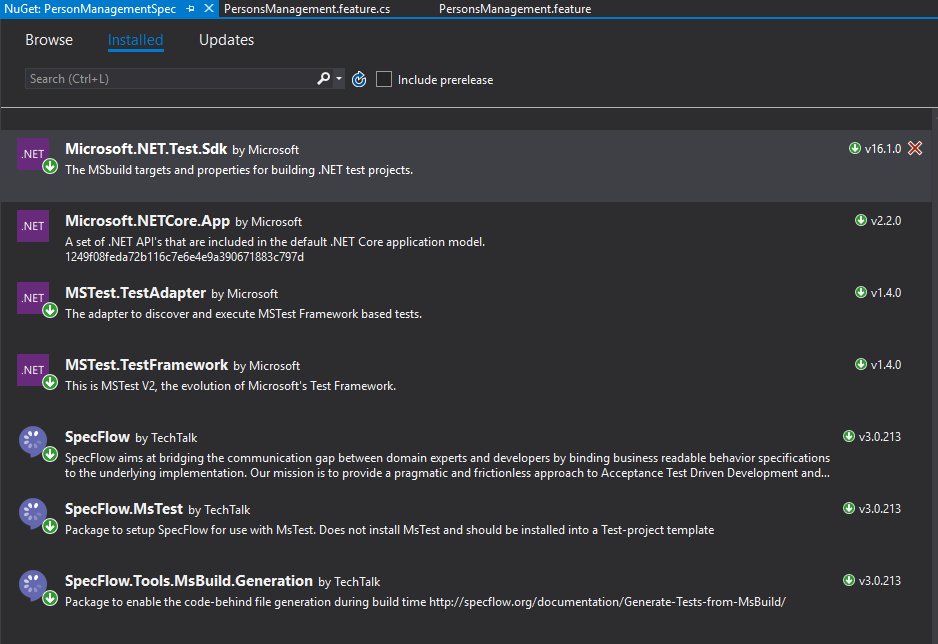 NuGet: PersonManagementSpec PersonsManagement.feature.cs PersonsManagement.feature
Browse Installed Updates
Search (Ctrl+L) Include prerelease
.NET Microsoft.NET.Test.Sdk by Microsoft v16.1.0
The MSbuild targets and properties for building .NET test projects.
.NET Microsoft.NETCore.App by Microsoft v2.2.0
A set of .NET API's that are included in the default .NET Core application model.
1249f08feda72b116c7e6e4e9a390671883c797d
.NET MSTest.TestAdapter by Microsoft v1.4.0
The adapter to discover and execute MSTest Framework based tests.
.NET MSTest.TestFramework by Microsoft v1.4.0
This is MSTest V2, the evolution of Microsoft's Test Framework.
SpecFlow by TechTalk v3.0.213
SpecFlow aims at bridging the communication gap between domain experts and developers by binding business readable behavior specifications
to the underlying implementation. Our mission is to provide a pragmatic and frictionless approach to Acceptance Test Driven Development and...
SpecFlow.MsTest by TechTalk v3.0.213
Package to setup SpecFlow for use with MsTest. Does not install MsTest and should be installed into a Test-project template
SpecFlow.Tools.MsBuild.Generation by TechTalk v3.0.213
Package to enable the code-behind file generation during build time http://specflow.org/documentation/Generate-Tests-from-MsBuild/